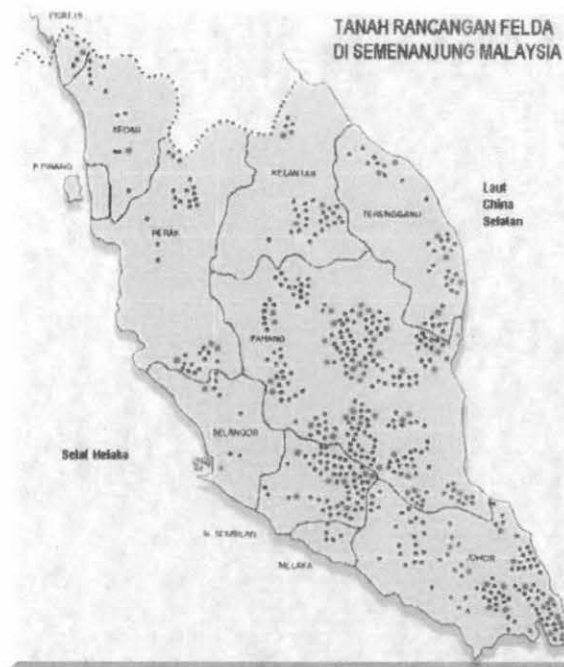 TANAH RANCANGAN FELDA
DI SEMENANJUNG MALAYSIA
PERLIS
KEDAH
P. PINANG
KELANTAN
TERENGGANU
PERAK
Laut
China
Selatan
PAHANG
SELANGOR
Selat Melaka
N. SEMBILAN
MELAKA
JOHOR